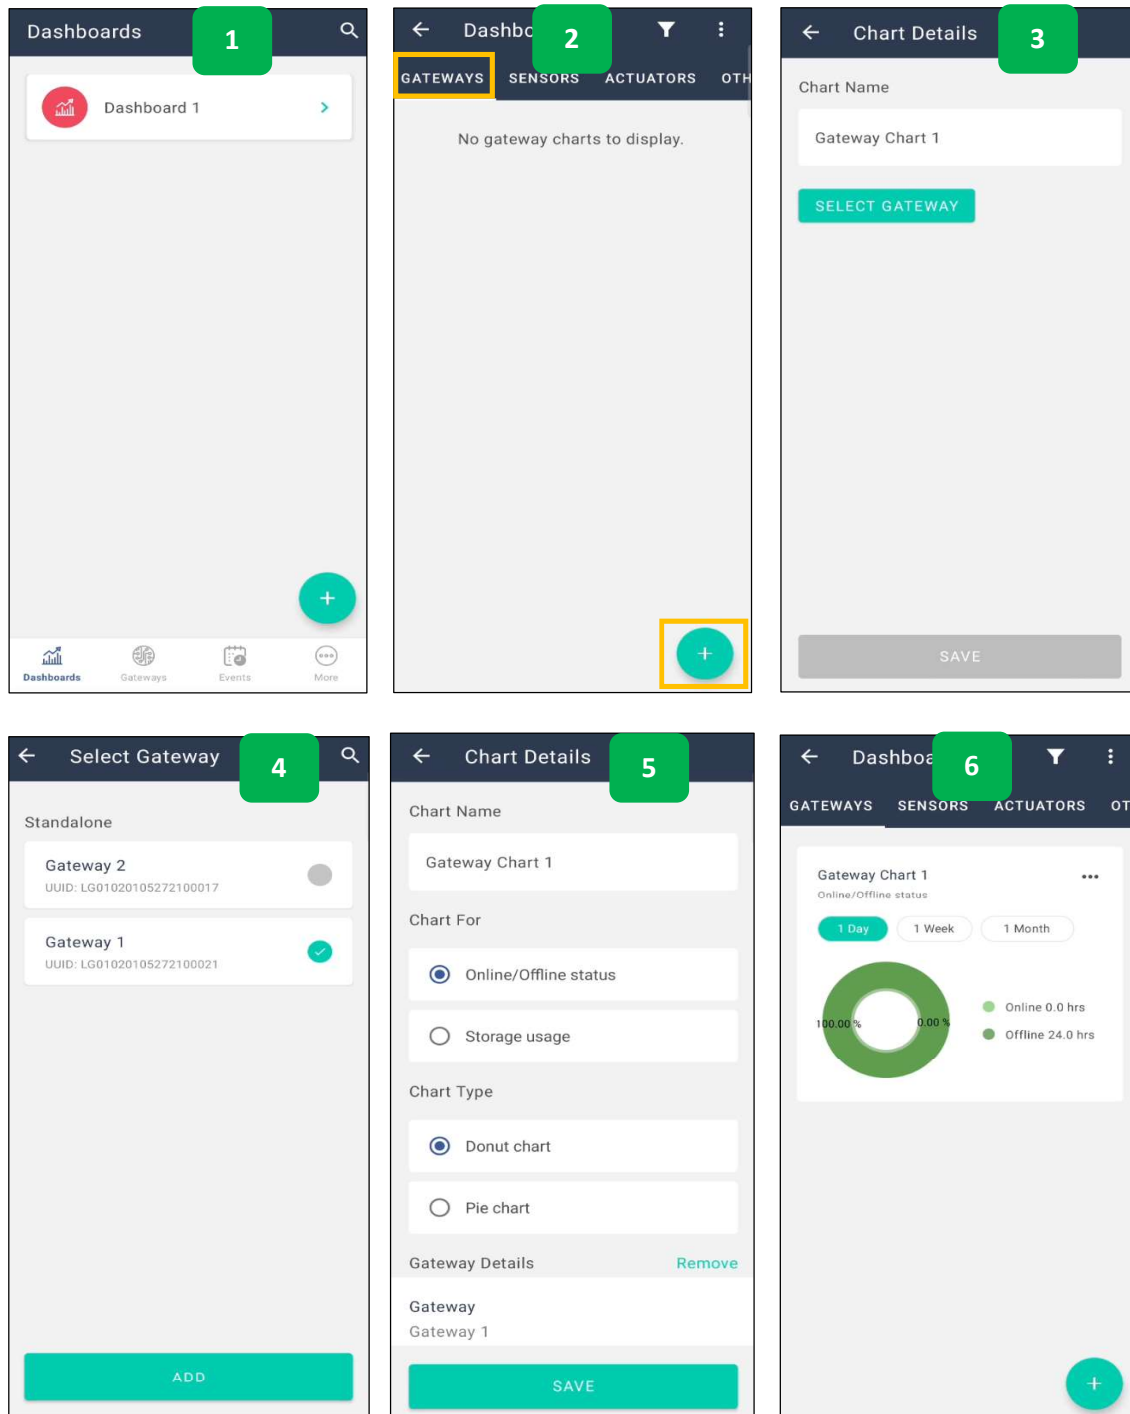 Dashboards
1
Dashboard 1
Dashboards
Gateways
Events
More
Dashbo
2
GATEWAYS
SENSORS
ACTUATORS
OTH
No gateway charts to display.
Chart Details
3
Chart Name
Gateway Chart 1
SELECT GATEWAY
SAVE
Select Gateway
4
Standalone
Gateway 2
UUID: LG01020105272100017
Gateway 1
UUID: LG01020105272100021
ADD
Chart Details
5
Chart Name
Gateway Chart 1
Chart For
Online/Offline status
Storage usage
Chart Type
Donut chart
Pie chart
Gateway Details
Remove
Gateway
Gateway 1
SAVE
Dashboa
6
GATEWAYS
SENSORS
ACTUATORS
OT
Gateway Chart 1
Online/Offline status
1 Day
1 Week
1 Month
100.00 %
0.00 %
Online 0.0 hrs
Offline 24.0 hrs